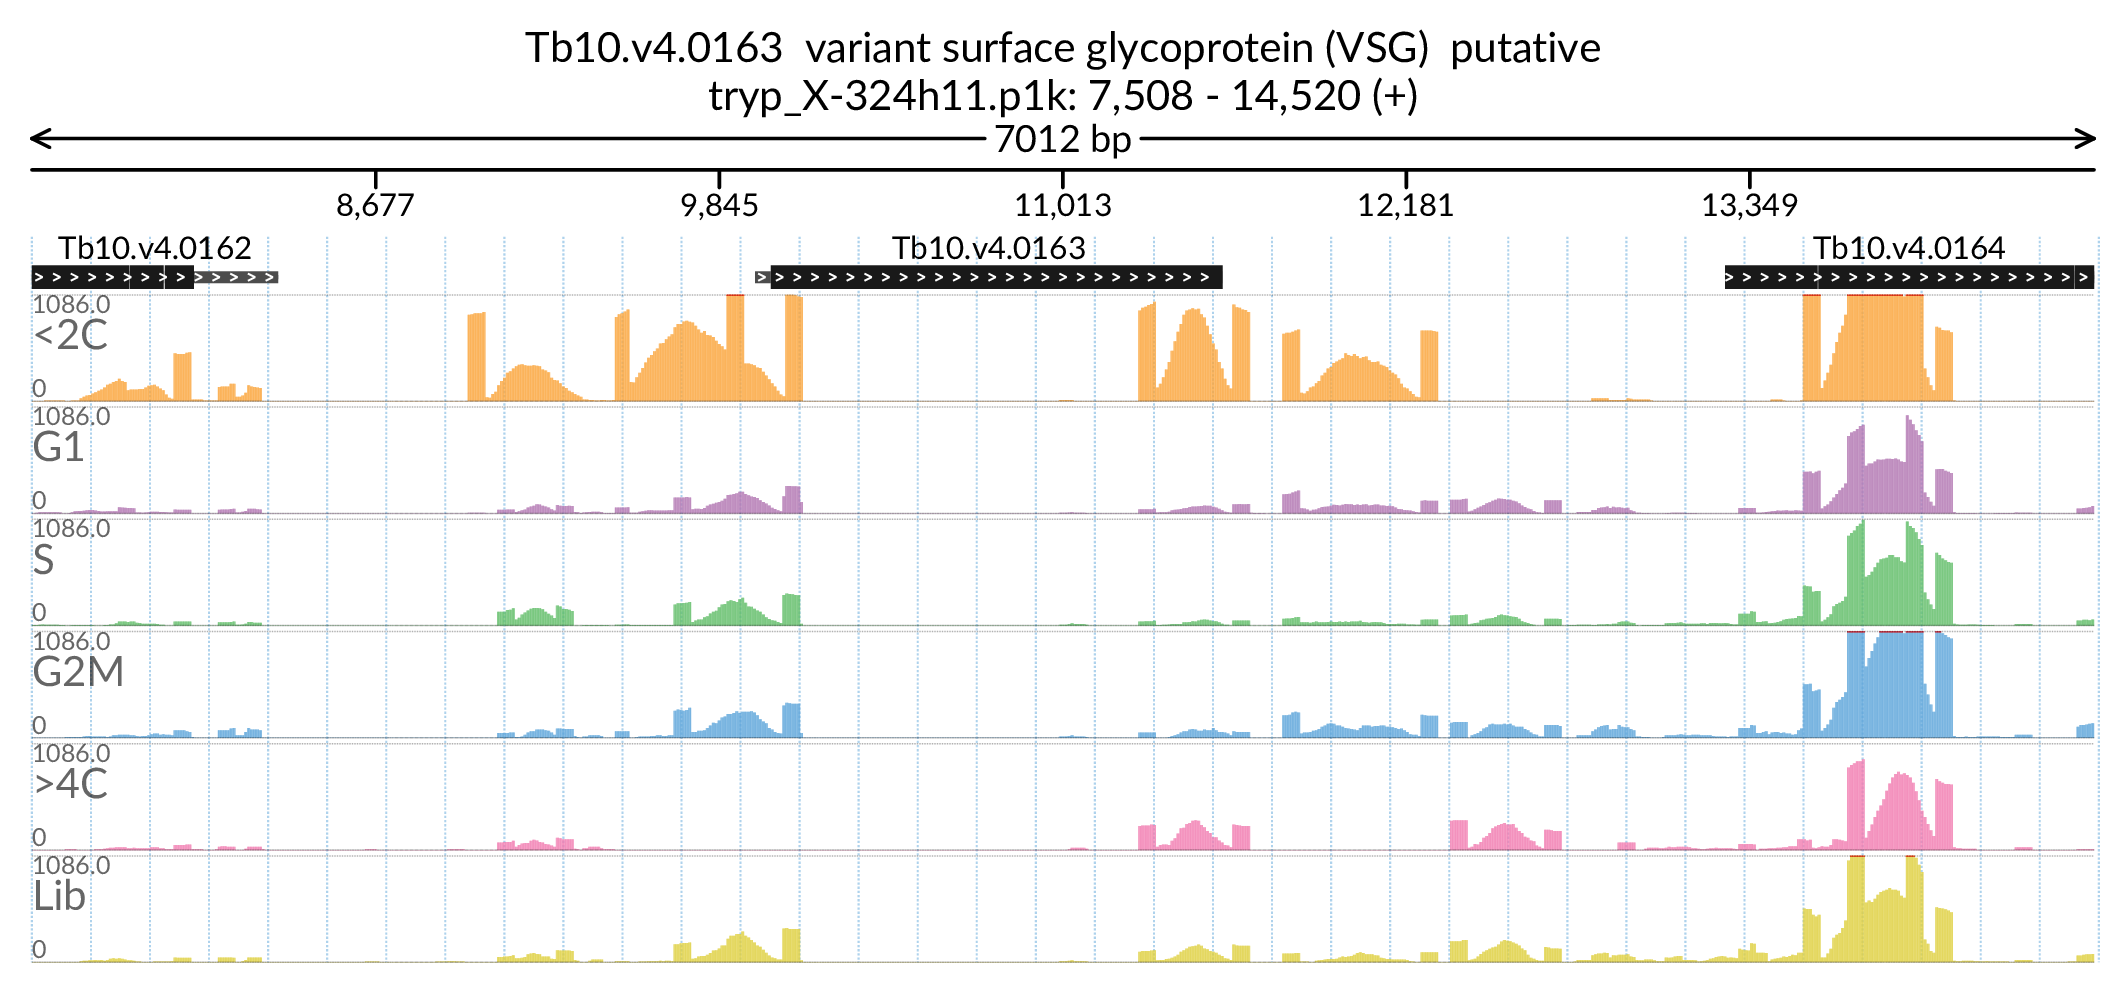 Tb10.v4.0163 variant surface glycoprotein (VSG) putative
tryp_X-324h11.p1k: 7,508 - 14,520 (+)
7012 bp
8,677 9,845 11,013 12,181 13,349
Tb10.v4.0162 Tb10.v4.0163 Tb10.v4.0164
1086.0
<2C
0
1086.0
G1
0
1086.0
S
0
1086.0
G2M
0
1086.0
>4C
0
1086.0
Lib
0